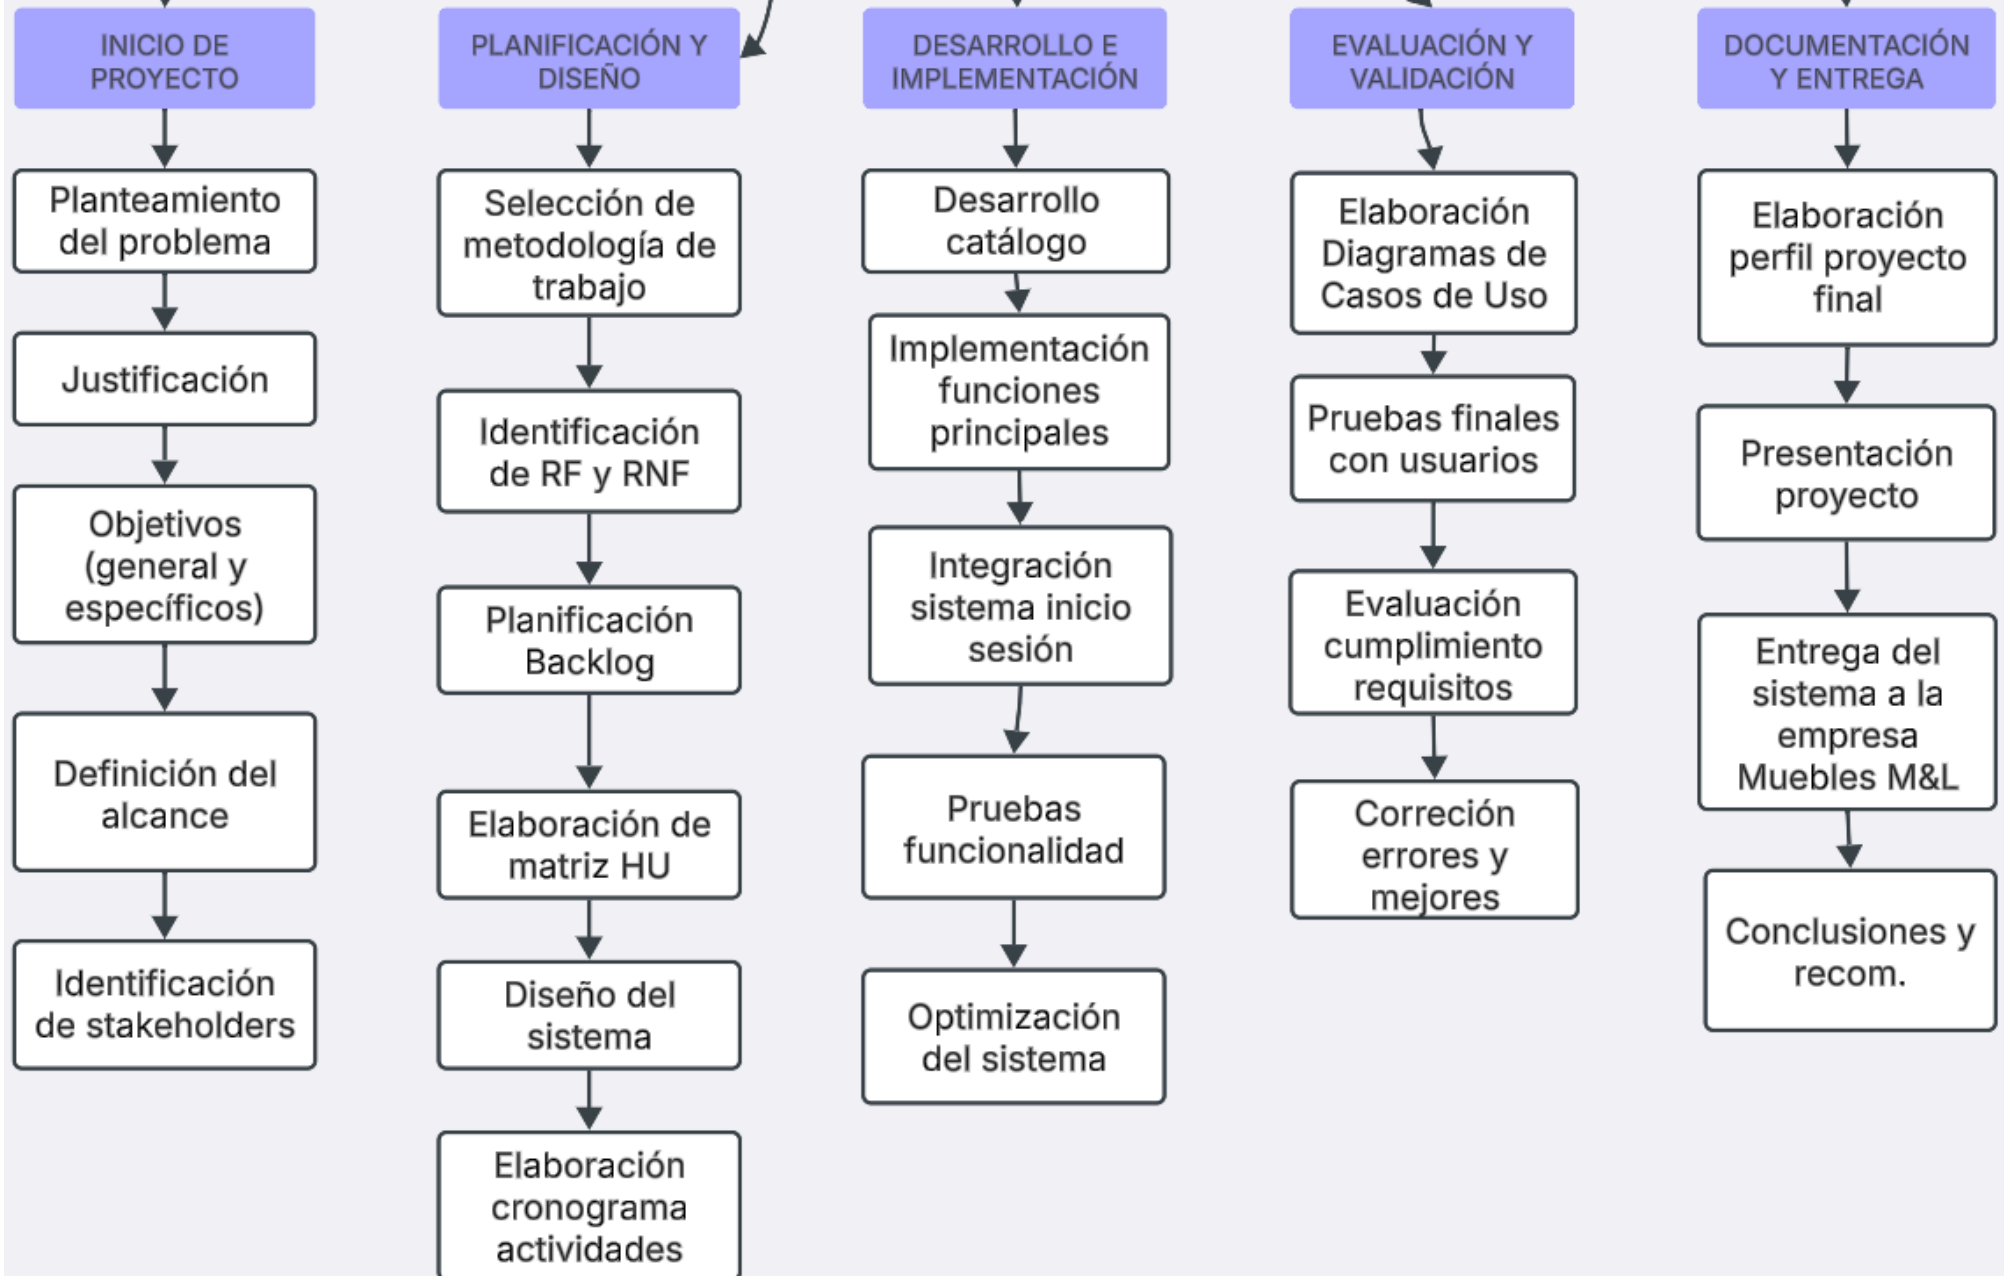 INICIO DE
PROYECTO
Planteamiento
del problema
Justificación
Objetivos
(general y
específicos)
Definición del
alcance
Identificación
de stakeholders
PLANIFICACIÓN Y
DISEÑO
Selección de
metodología de
trabajo
Identificación
de RF y RNF
Planificación
Backlog
Elaboración de
matriz HU
Diseño del
sistema
Elaboración
cronograma
actividades
DESARROLLO E
IMPLEMENTACIÓN
Desarrollo
catálogo
Implementación
funciones
principales
Integración
sistema inicio
sesión
Pruebas
funcionalidad
Optimización
del sistema
EVALUACIÓN Y
VALIDACIÓN
Elaboración
Diagramas de
Casos de Uso
Pruebas finales
con usuarios
Evaluación
cumplimiento
requisitos
Correción
errores y
mejores
DOCUMENTACIÓN
Y ENTREGA
Elaboración
perfil proyecto
final
Presentación
proyecto
Entrega del
sistema a la
empresa
Muebles M&L
Conclusiones y
recom.